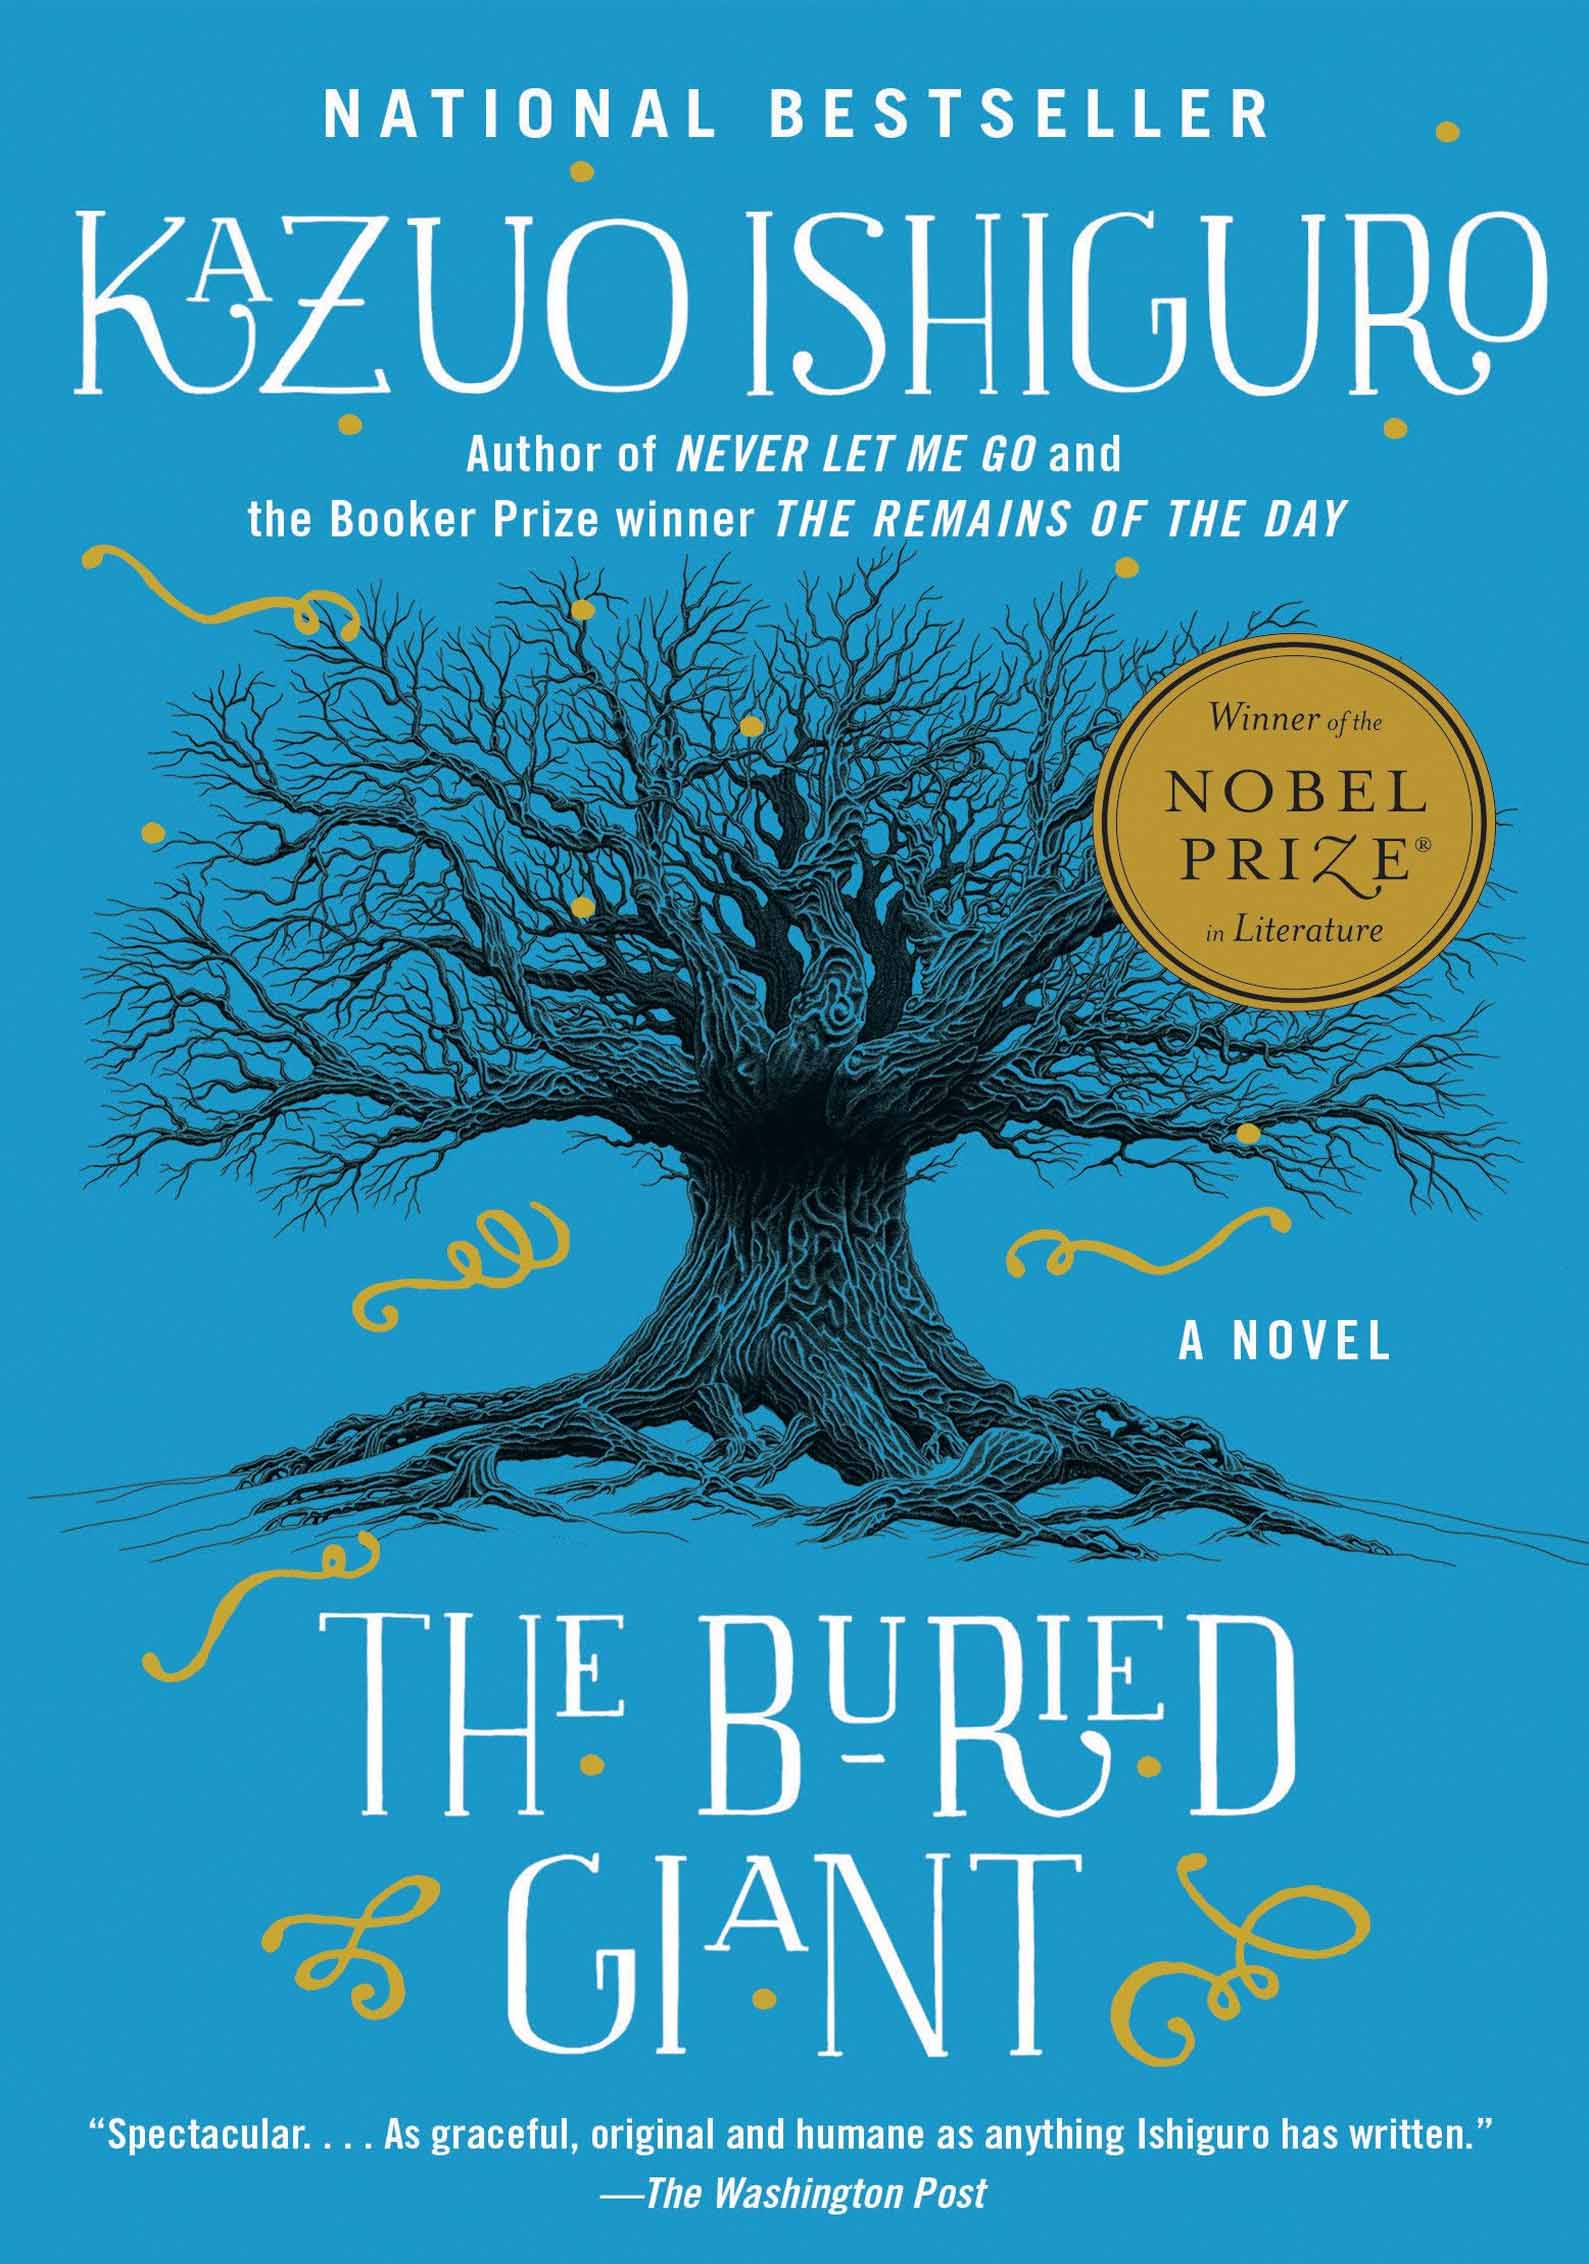 NATIONAL BESTSELLER
KAZUO ISHIGURO
Author of NEVER LET ME GO and
the Booker Prize winner THE REMAINS OF THE DAY
Winner of the
NOBEL
PRIZE®
in Literature
A NOVEL
THE BURIED
GIANT
“Spectacular. . . . As graceful, original and humane as anything Ishiguro has written.”
—The Washington Post